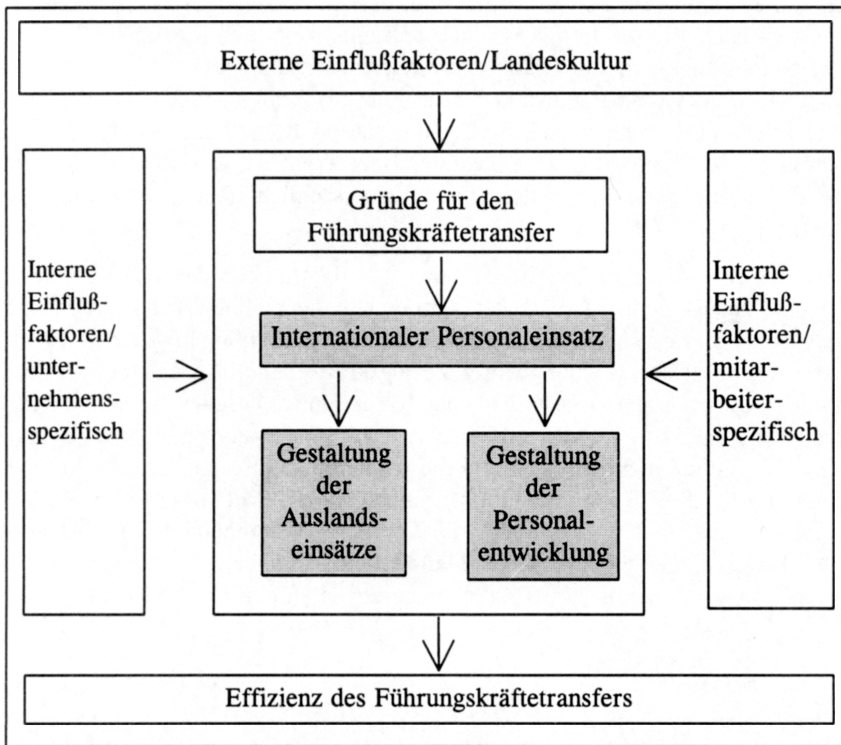 Externe Einflußfaktoren/Landeskultur
Gründe für den
Führungskräftetransfer
Interne
Einfluß-
faktoren/
unter-
nehmens-
spezifisch
Internationaler Personaleinsatz
Interne
Einfluß-
faktoren/
mitar-
beiter-
spezifisch
Gestaltung
der
Auslands-
einsätze
Gestaltung
der
Personal-
entwicklung
Effizienz des Führungskräftetransfers